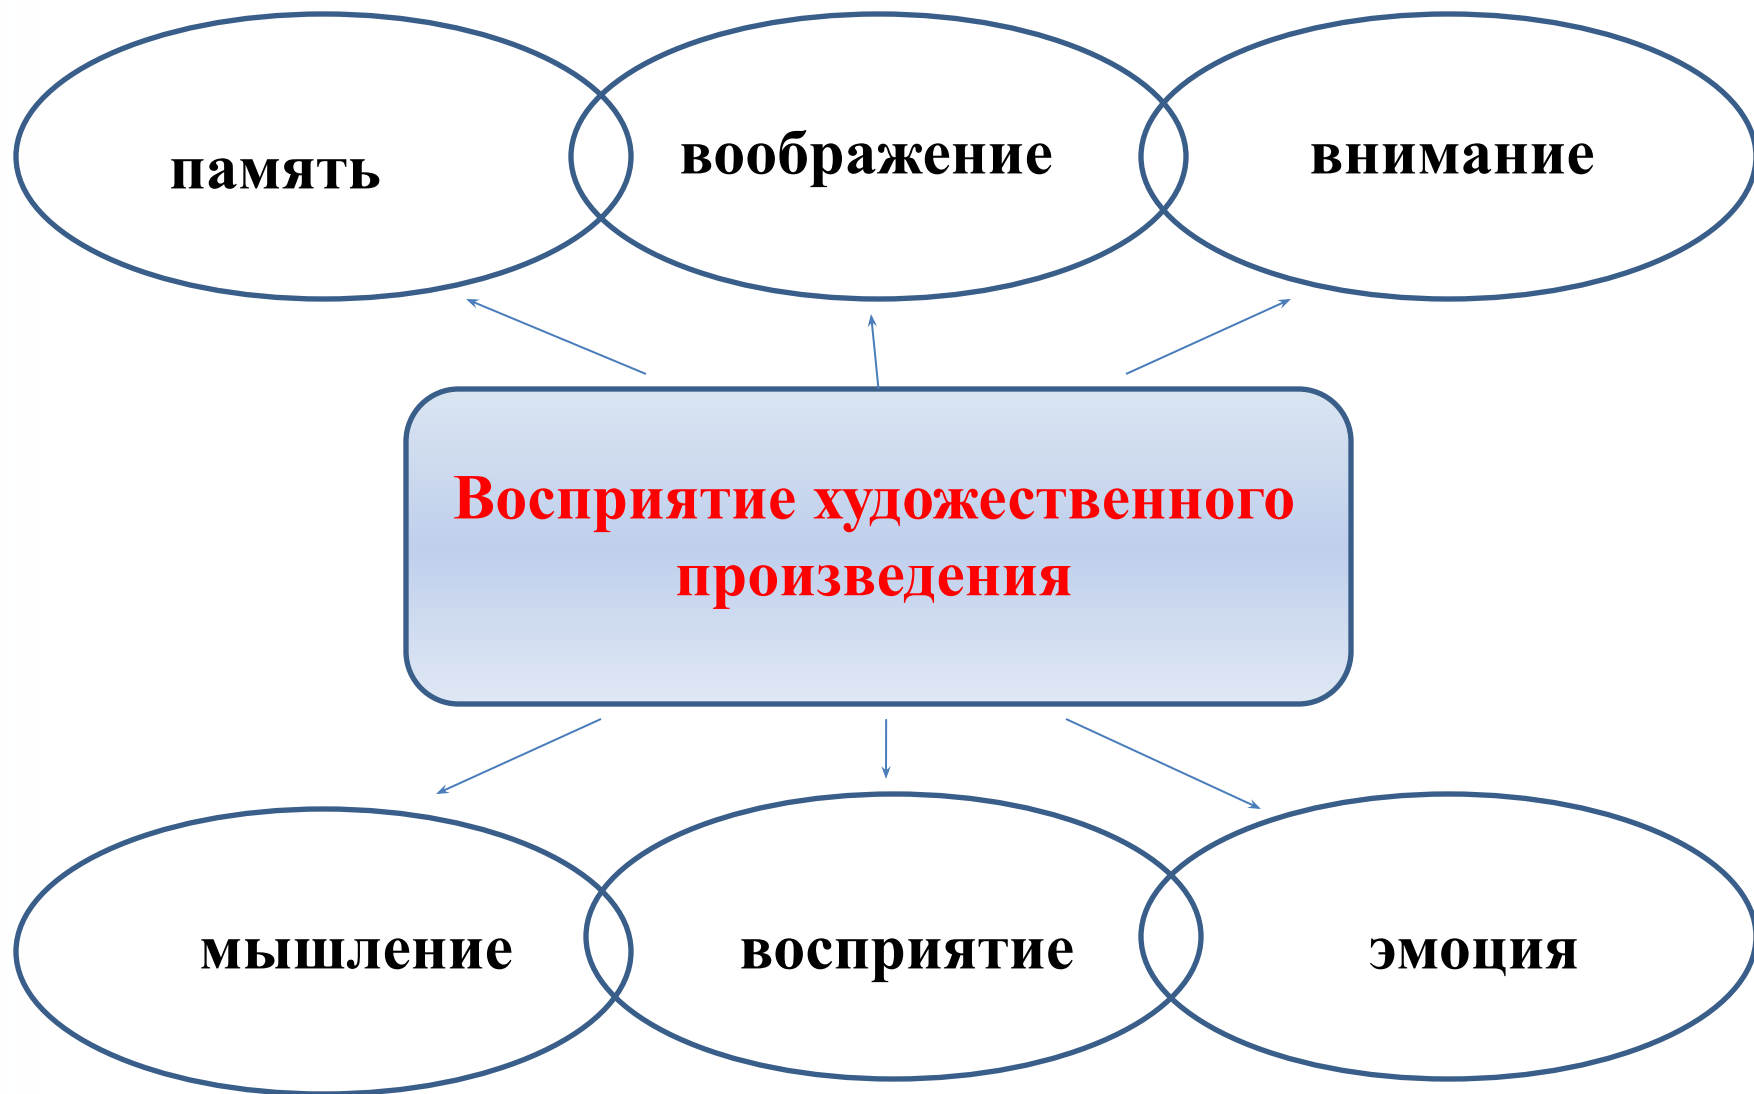 память
воображение
внимание
Восприятие художественного
произведения
мышление
восприятие
эмоция